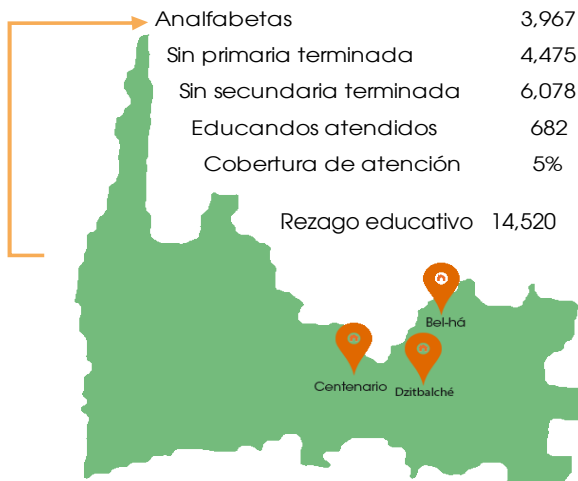 Analfabetas 3,967
Sin primaria terminada 4,475
Sin secundaria terminada 6,078
Educandos atendidos 682
Cobertura de atención 5%
Rezago educativo 14,520
Bel-há
Centenario
Dzitbalché